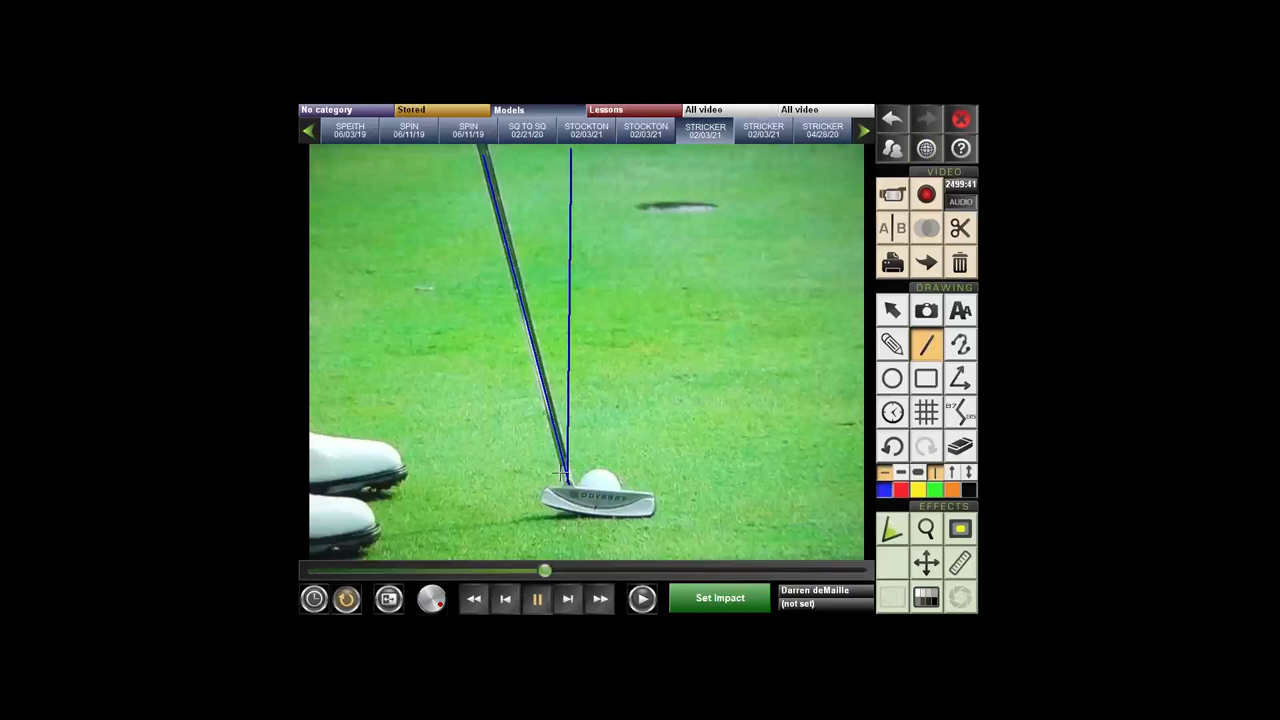 No category Stored Models Lessons All video All video
SPEITH SPIN SPIN SQ TO SQ STOCKTON STOCKTON STRICKER STRICKER STRICKER
06/03/19 06/11/19 06/11/19 02/21/20 02/03/21 02/03/21 02/03/21 02/03/21 04/28/20
VIDEO
2499:41
AUDIO
A|B
DRAWING
AA
87
ODYSSEY
EFFECTS
Set Impact
Darren deMaille
(not set)